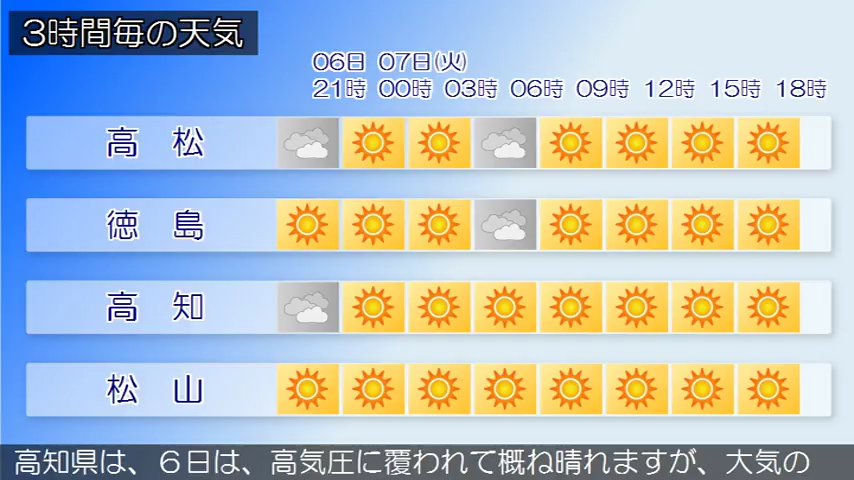 3時間毎の天気
06日 07日(火)
21時 00時 03時 06時 09時 12時 15時 18時
高松
徳島
高知
松山
高知県は、６日は、高気圧に覆われて概ね晴れますが、大気の